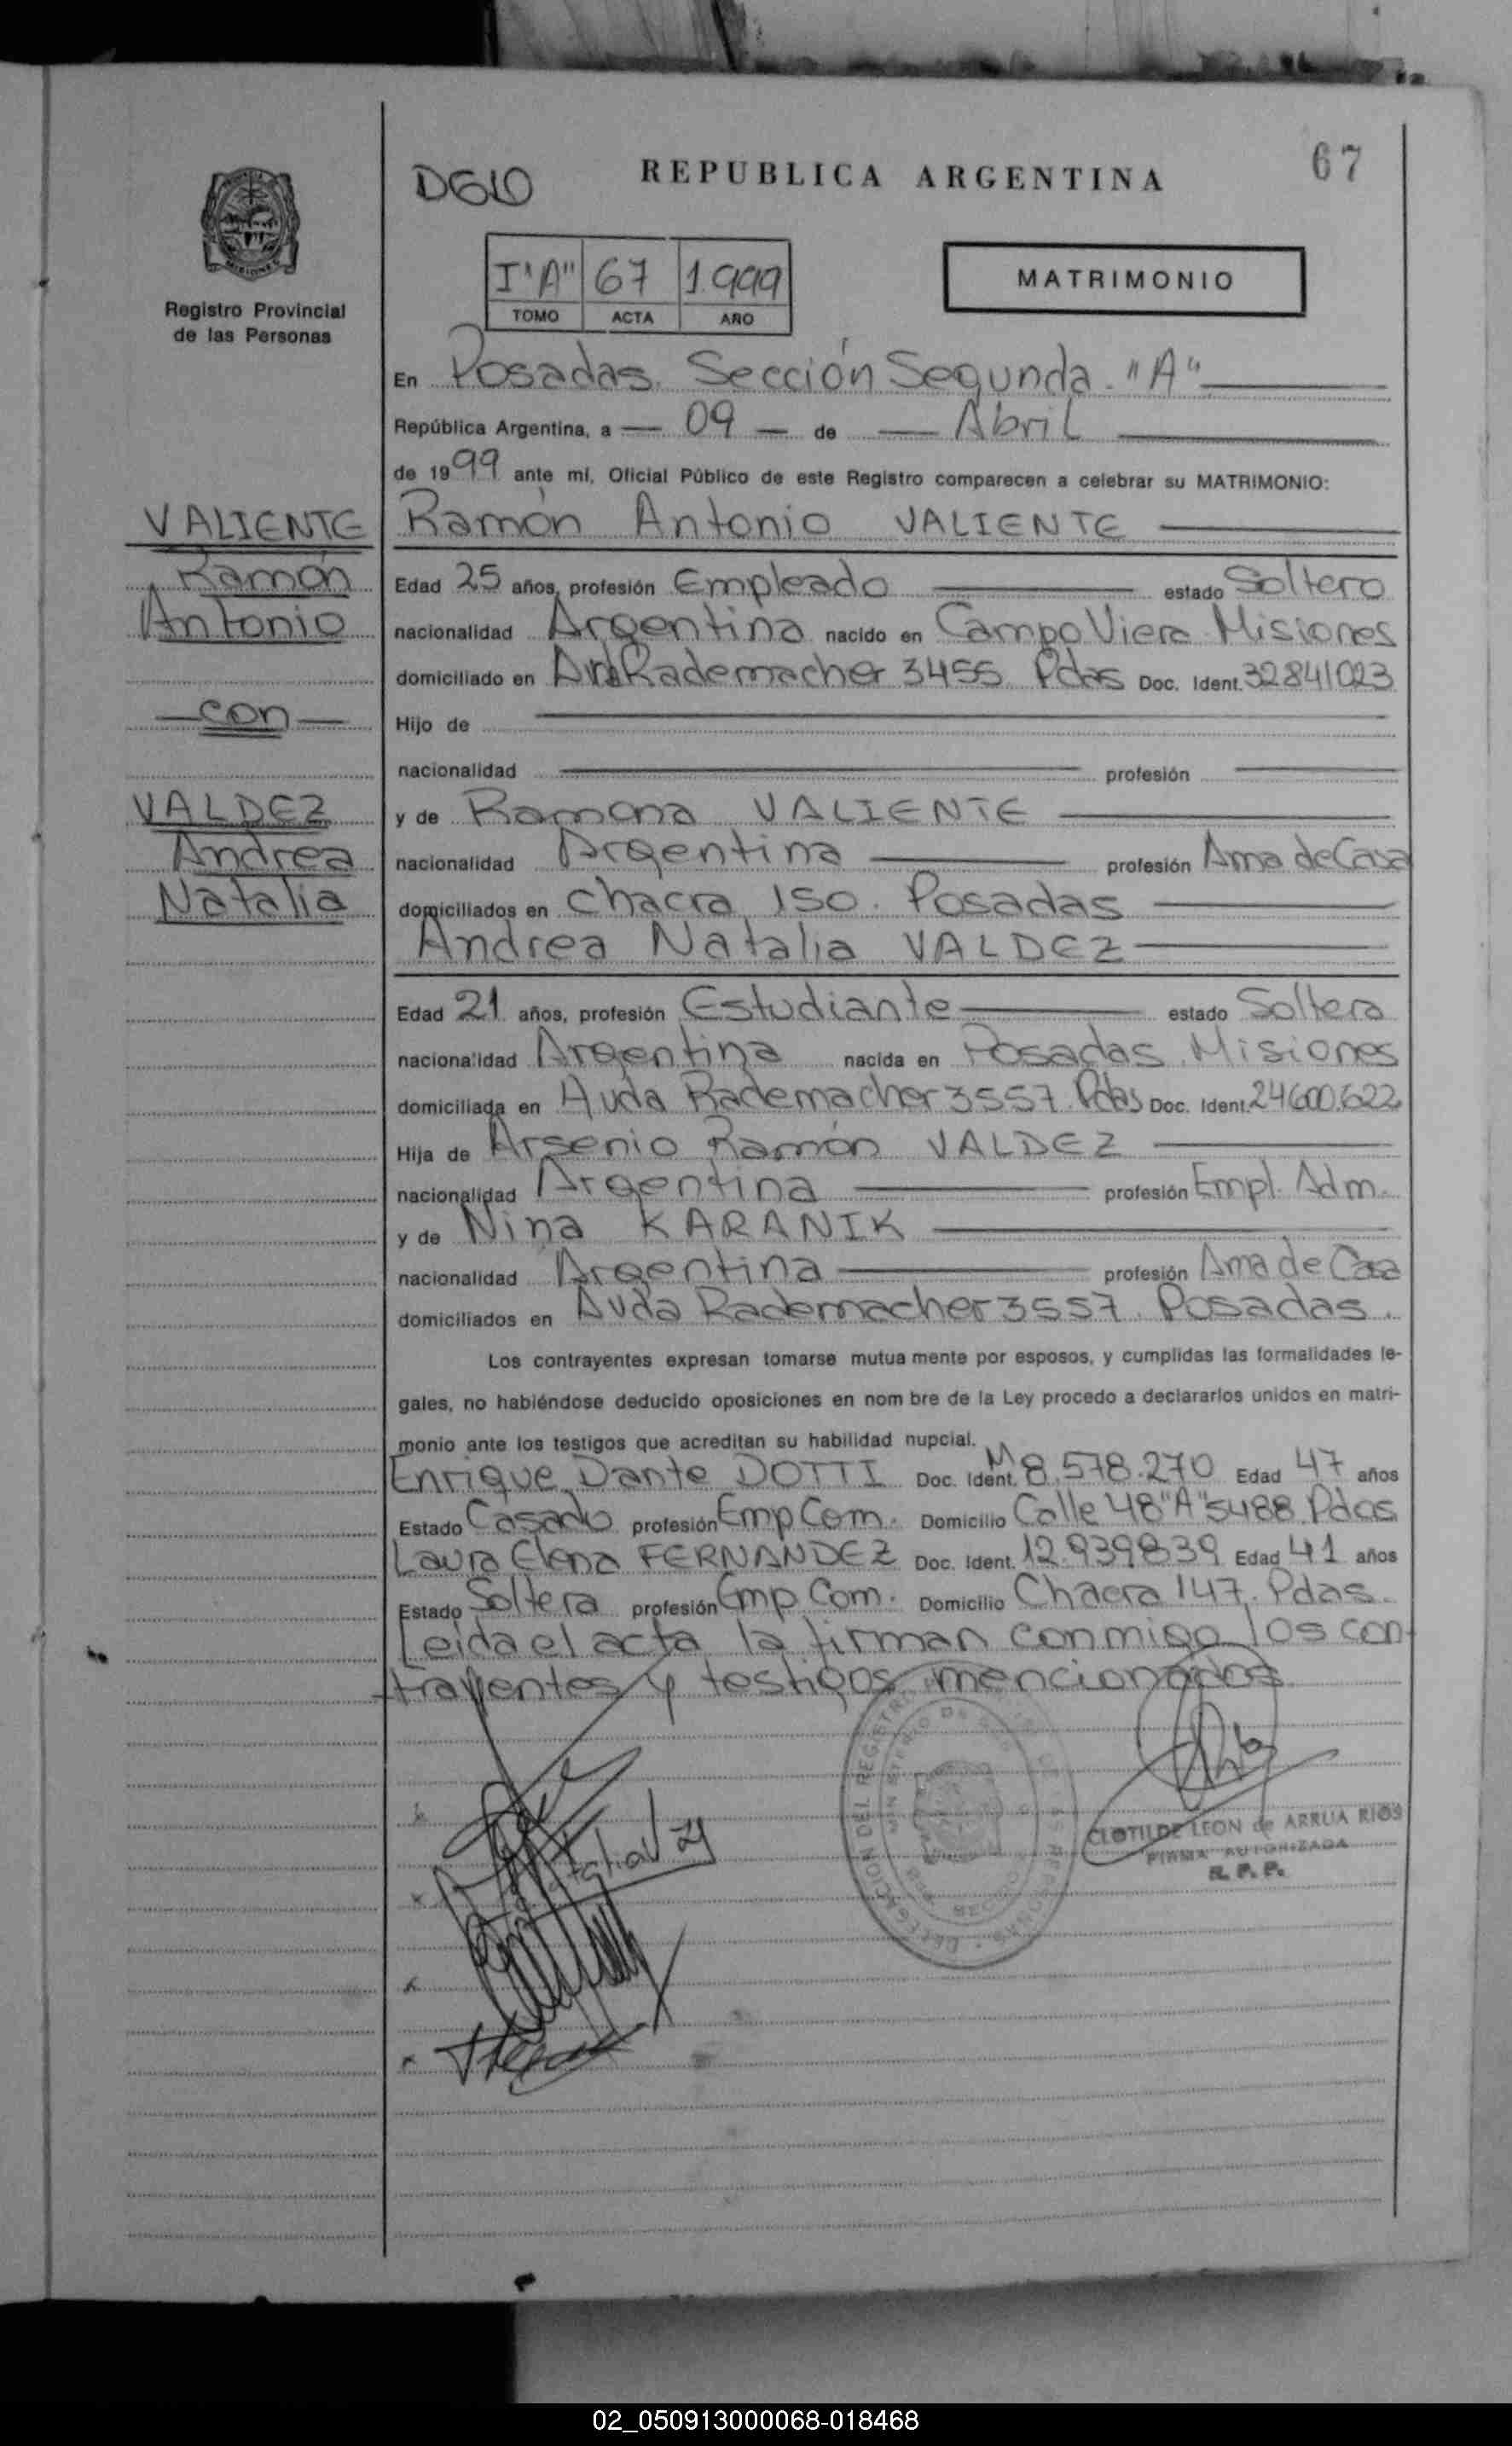 67
DGLO
REPUBLICA ARGENTINA
MISIONES
Registro Provincial
de las Personas
I "A" 67 1.999
TOMO ACTA AÑO
MATRIMONIO
En Posadas. Sección Segunda. "A"
República Argentina, a 09 de Abril
de 1999 ante mí, Oficial Público de este Registro comparecen a celebrar su MATRIMONIO:
VALIENTE
Ramón
Antonio
con
VALDEZ
Andrea
Natalia
Ramón Antonio VALIENTE
Edad 25 años, profesión Empleado estado Soltero
nacionalidad Argentina nacido en Campo Viera Misiones
domiciliado en Rademacher 3455 Pdas Doc. Ident. 32841023
Hijo de
nacionalidad profesión
y de Ramona VALIENTE
nacionalidad Argentina profesión Ama de Casa
domiciliados en Chacra 150. Posadas
Andrea Natalia VALDEZ
Edad 21 años, profesión Estudiante estado Soltera
nacionalidad Argentina nacida en Posadas. Misiones
domiciliada en Avda Rademacher 3557. Pdas Doc. Ident. 24600.622
Hija de Arsenio Ramón VALDEZ
nacionalidad Argentina profesión Empl. Adm.
y de Nina KARANIK
nacionalidad Argentina profesión Ama de Casa
domiciliados en Avda Rademacher 3557. Posadas.
Los contrayentes expresan tomarse mutua mente por esposos, y cumplidas las formalidades le-
gales, no habiéndose deducido oposiciones en nom bre de la Ley procedo a declararlos unidos en matri-
monio ante los testigos que acreditan su habilidad nupcial.
Enrique Dante DOTTI Doc. Ident. M 8.578.270 Edad 47 años
Estado Casado profesión Emp Com. Domicilio Calle 48 "A" 5488. Pdas
Laura Elena FERNANDEZ Doc. Ident. 12.939839 Edad 41 años
Estado Soltera profesión Emp Com. Domicilio Chacra 147. Pdas.
Leida el acta la firman conmigo los con-
trayentes y testigos mencionados
CLOTILDE LEON de ARRUA RIOS
FIRMA AUTORIZADA
R. P. P.
02_050913000068-018468